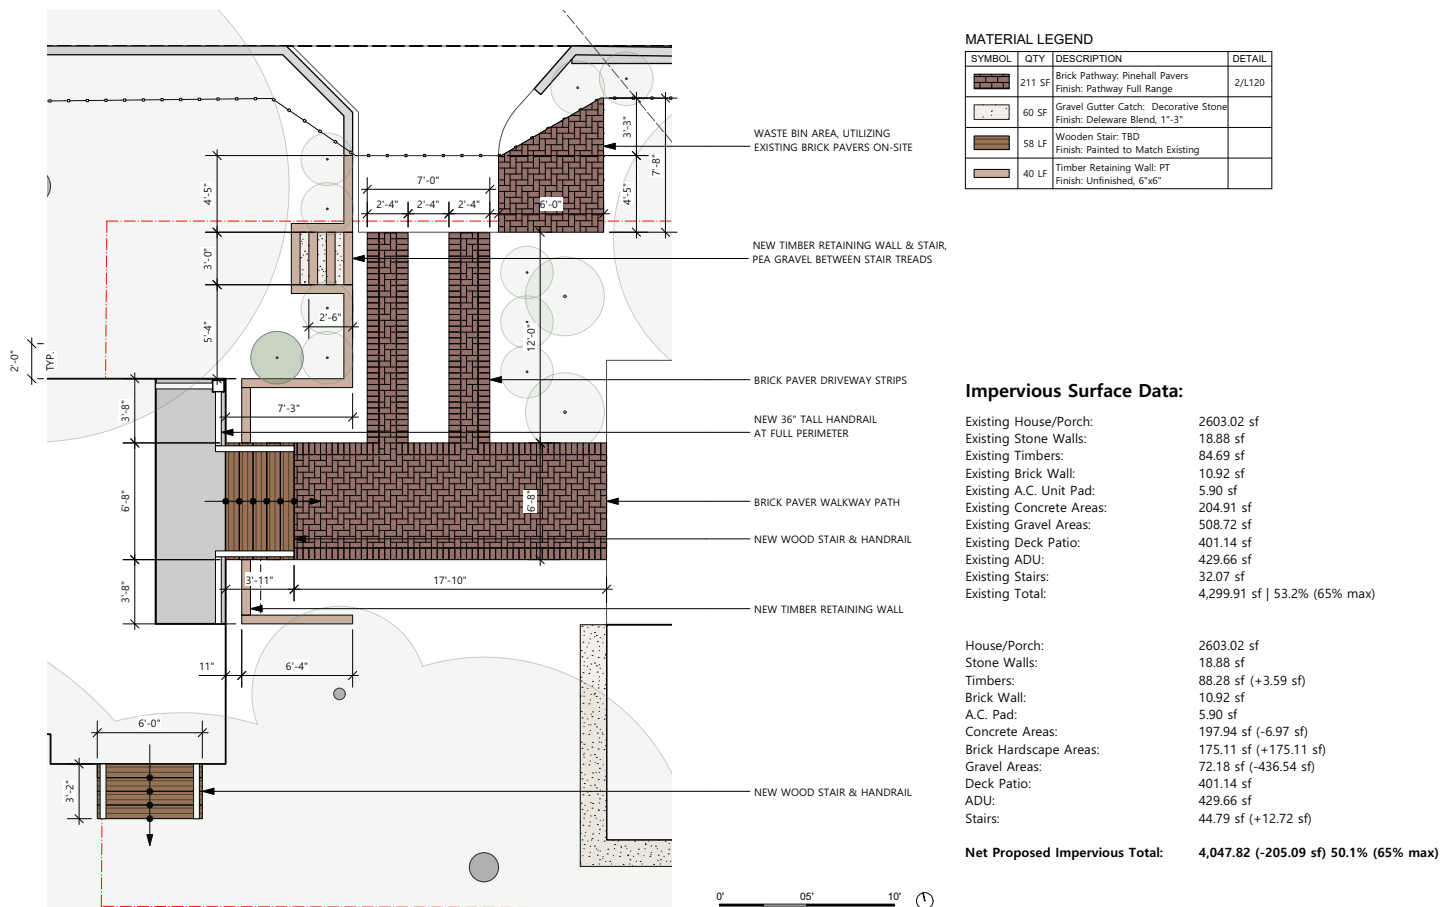 MATERIAL LEGEND
SYMBOL QTY DESCRIPTION DETAIL
211 SF Brick Pathway: Pinehall Pavers 2/L120
Finish: Pathway Full Range
60 SF Gravel Gutter Catch: Decorative Stone
Finish: Deleware Blend, 1"-3"
58 LF Wooden Stair: TBD
Finish: Painted to Match Existing
40 LF Timber Retaining Wall: PT
Finish: Unfinished, 6"x6"
WASTE BIN AREA, UTILIZING
EXISTING BRICK PAVERS ON-SITE
NEW TIMBER RETAINING WALL & STAIR,
PEA GRAVEL BETWEEN STAIR TREADS
BRICK PAVER DRIVEWAY STRIPS
NEW 36" TALL HANDRAIL
AT FULL PERIMETER
BRICK PAVER WALKWAY PATH
NEW WOOD STAIR & HANDRAIL
NEW TIMBER RETAINING WALL
NEW WOOD STAIR & HANDRAIL
3'-3"
7'-8"
4'-5"
4'-5"
7'-0"
2'-4" 2'-4" 2'-4" 6'-0"
3'-0"
5'-4"
2'-6"
12'-0"
2'-0"
TYP.
3'-8"
7'-3"
6'-8"
6'-8"
3'-8"
3'-11" 17'-10"
11" 6'-4"
6'-0"
3'-2"
0' 05' 10'
Impervious Surface Data:
Existing House/Porch: 2603.02 sf
Existing Stone Walls: 18.88 sf
Existing Timbers: 84.69 sf
Existing Brick Wall: 10.92 sf
Existing A.C. Unit Pad: 5.90 sf
Existing Concrete Areas: 204.91 sf
Existing Gravel Areas: 508.72 sf
Existing Deck Patio: 401.14 sf
Existing ADU: 429.66 sf
Existing Stairs: 32.07 sf
Existing Total: 4,299.91 sf | 53.2% (65% max)
House/Porch: 2603.02 sf
Stone Walls: 18.88 sf
Timbers: 88.28 sf (+3.59 sf)
Brick Wall: 10.92 sf
A.C. Pad: 5.90 sf
Concrete Areas: 197.94 sf (-6.97 sf)
Brick Hardscape Areas: 175.11 sf (+175.11 sf)
Gravel Areas: 72.18 sf (-436.54 sf)
Deck Patio: 401.14 sf
ADU: 429.66 sf
Stairs: 44.79 sf (+12.72 sf)
Net Proposed Impervious Total: 4,047.82 (-205.09 sf) 50.1% (65% max)